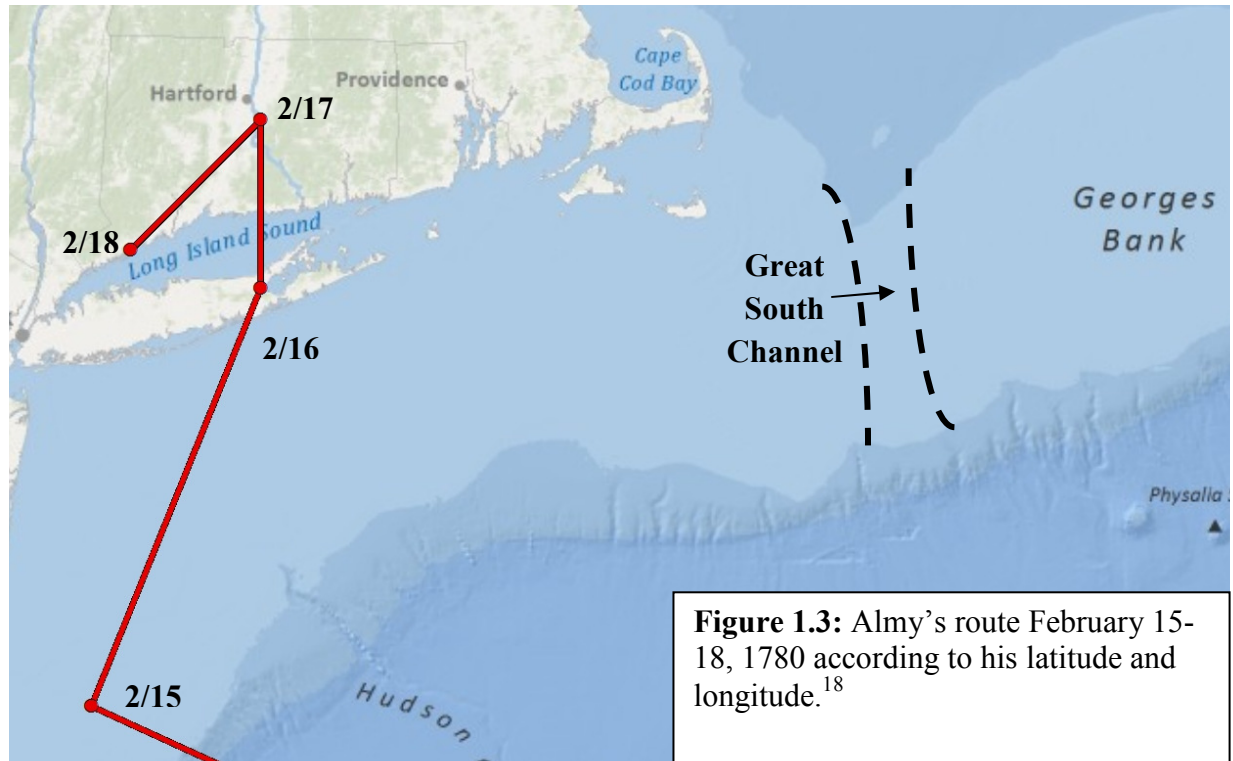 Cape
Cod Bay
Providence
Hartford
2/17
Georges
Bank
2/18
Long Island Sound
Great
South
Channel
2/16
Physalia
Figure 1.3: Almy’s route February 15-
18, 1780 according to his latitude and
longitude.18
2/15
Hudson